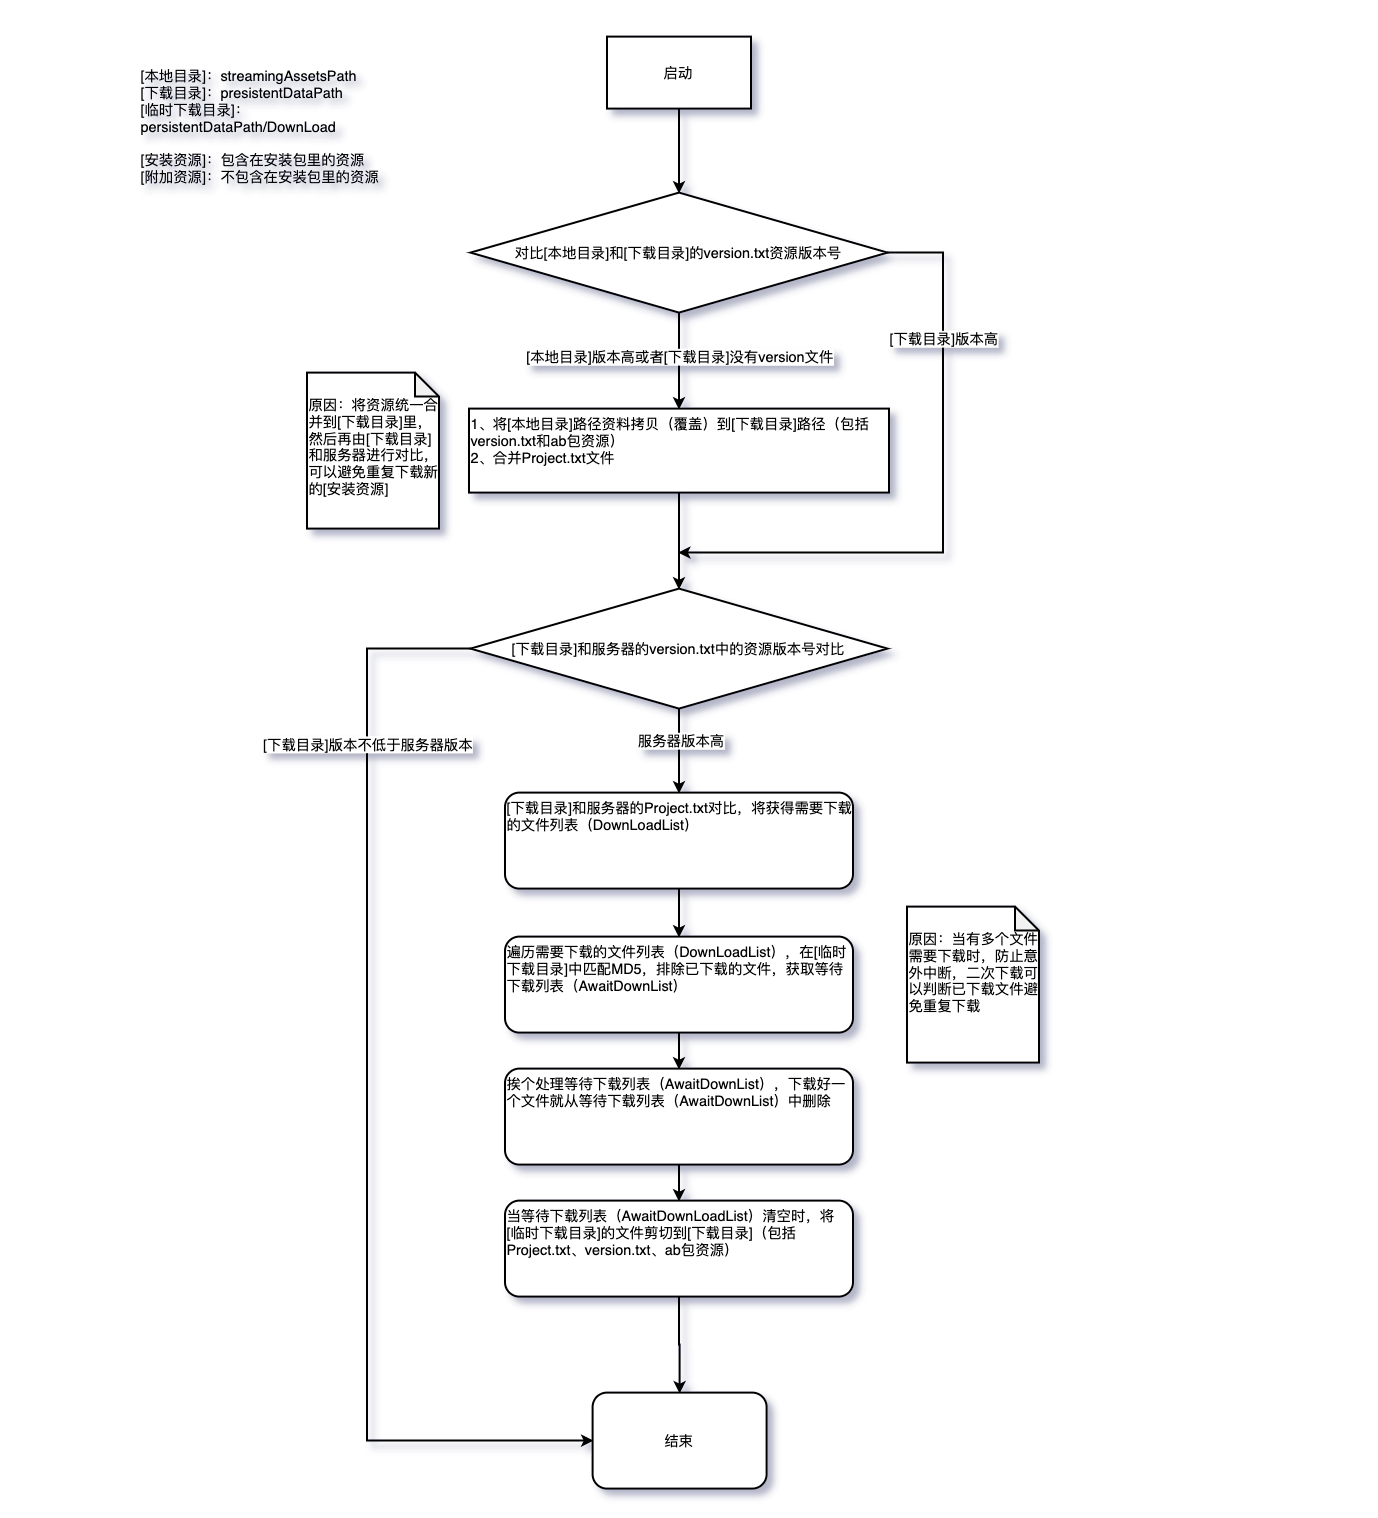 启动
[本地目录]：streamingAssetsPath
[下载目录]：presistentDataPath
[临时下载目录]：
persistentDataPath/DownLoad
[安装资源]：包含在安装包里的资源
[附加资源]：不包含在安装包里的资源
对比[本地目录]和[下载目录]的version.txt资源版本号
[下载目录]版本高
[本地目录]版本高或者[下载目录]没有version文件
原因：将资源统一合
并到[下载目录]里，
然后再由[下载目录]
和服务器进行对比，
可以避免重复下载新
的[安装资源]
1、将[本地目录]路径资料拷贝（覆盖）到[下载目录]路径（包括
version.txt和ab包资源）
2、合并Project.txt文件
[下载目录]和服务器的version.txt中的资源版本号对比
[下载目录]版本不低于服务器版本
服务器版本高
[下载目录]和服务器的Project.txt对比，将获得需要下载
的文件列表（DownLoadList）
遍历需要下载的文件列表（DownLoadList），在[临时
下载目录]中匹配MD5，排除已下载的文件，获取等待
下载列表（AwaitDownList）
原因：当有多个文件
需要下载时，防止意
外中断，二次下载可
以判断已下载文件避
免重复下载
挨个处理等待下载列表（AwaitDownList），下载好一
个文件就从等待下载列表（AwaitDownList）中删除
当等待下载列表（AwaitDownLoadList）清空时，将
[临时下载目录]的文件剪切到[下载目录]（包括
Project.txt、version.txt、ab包资源）
结束